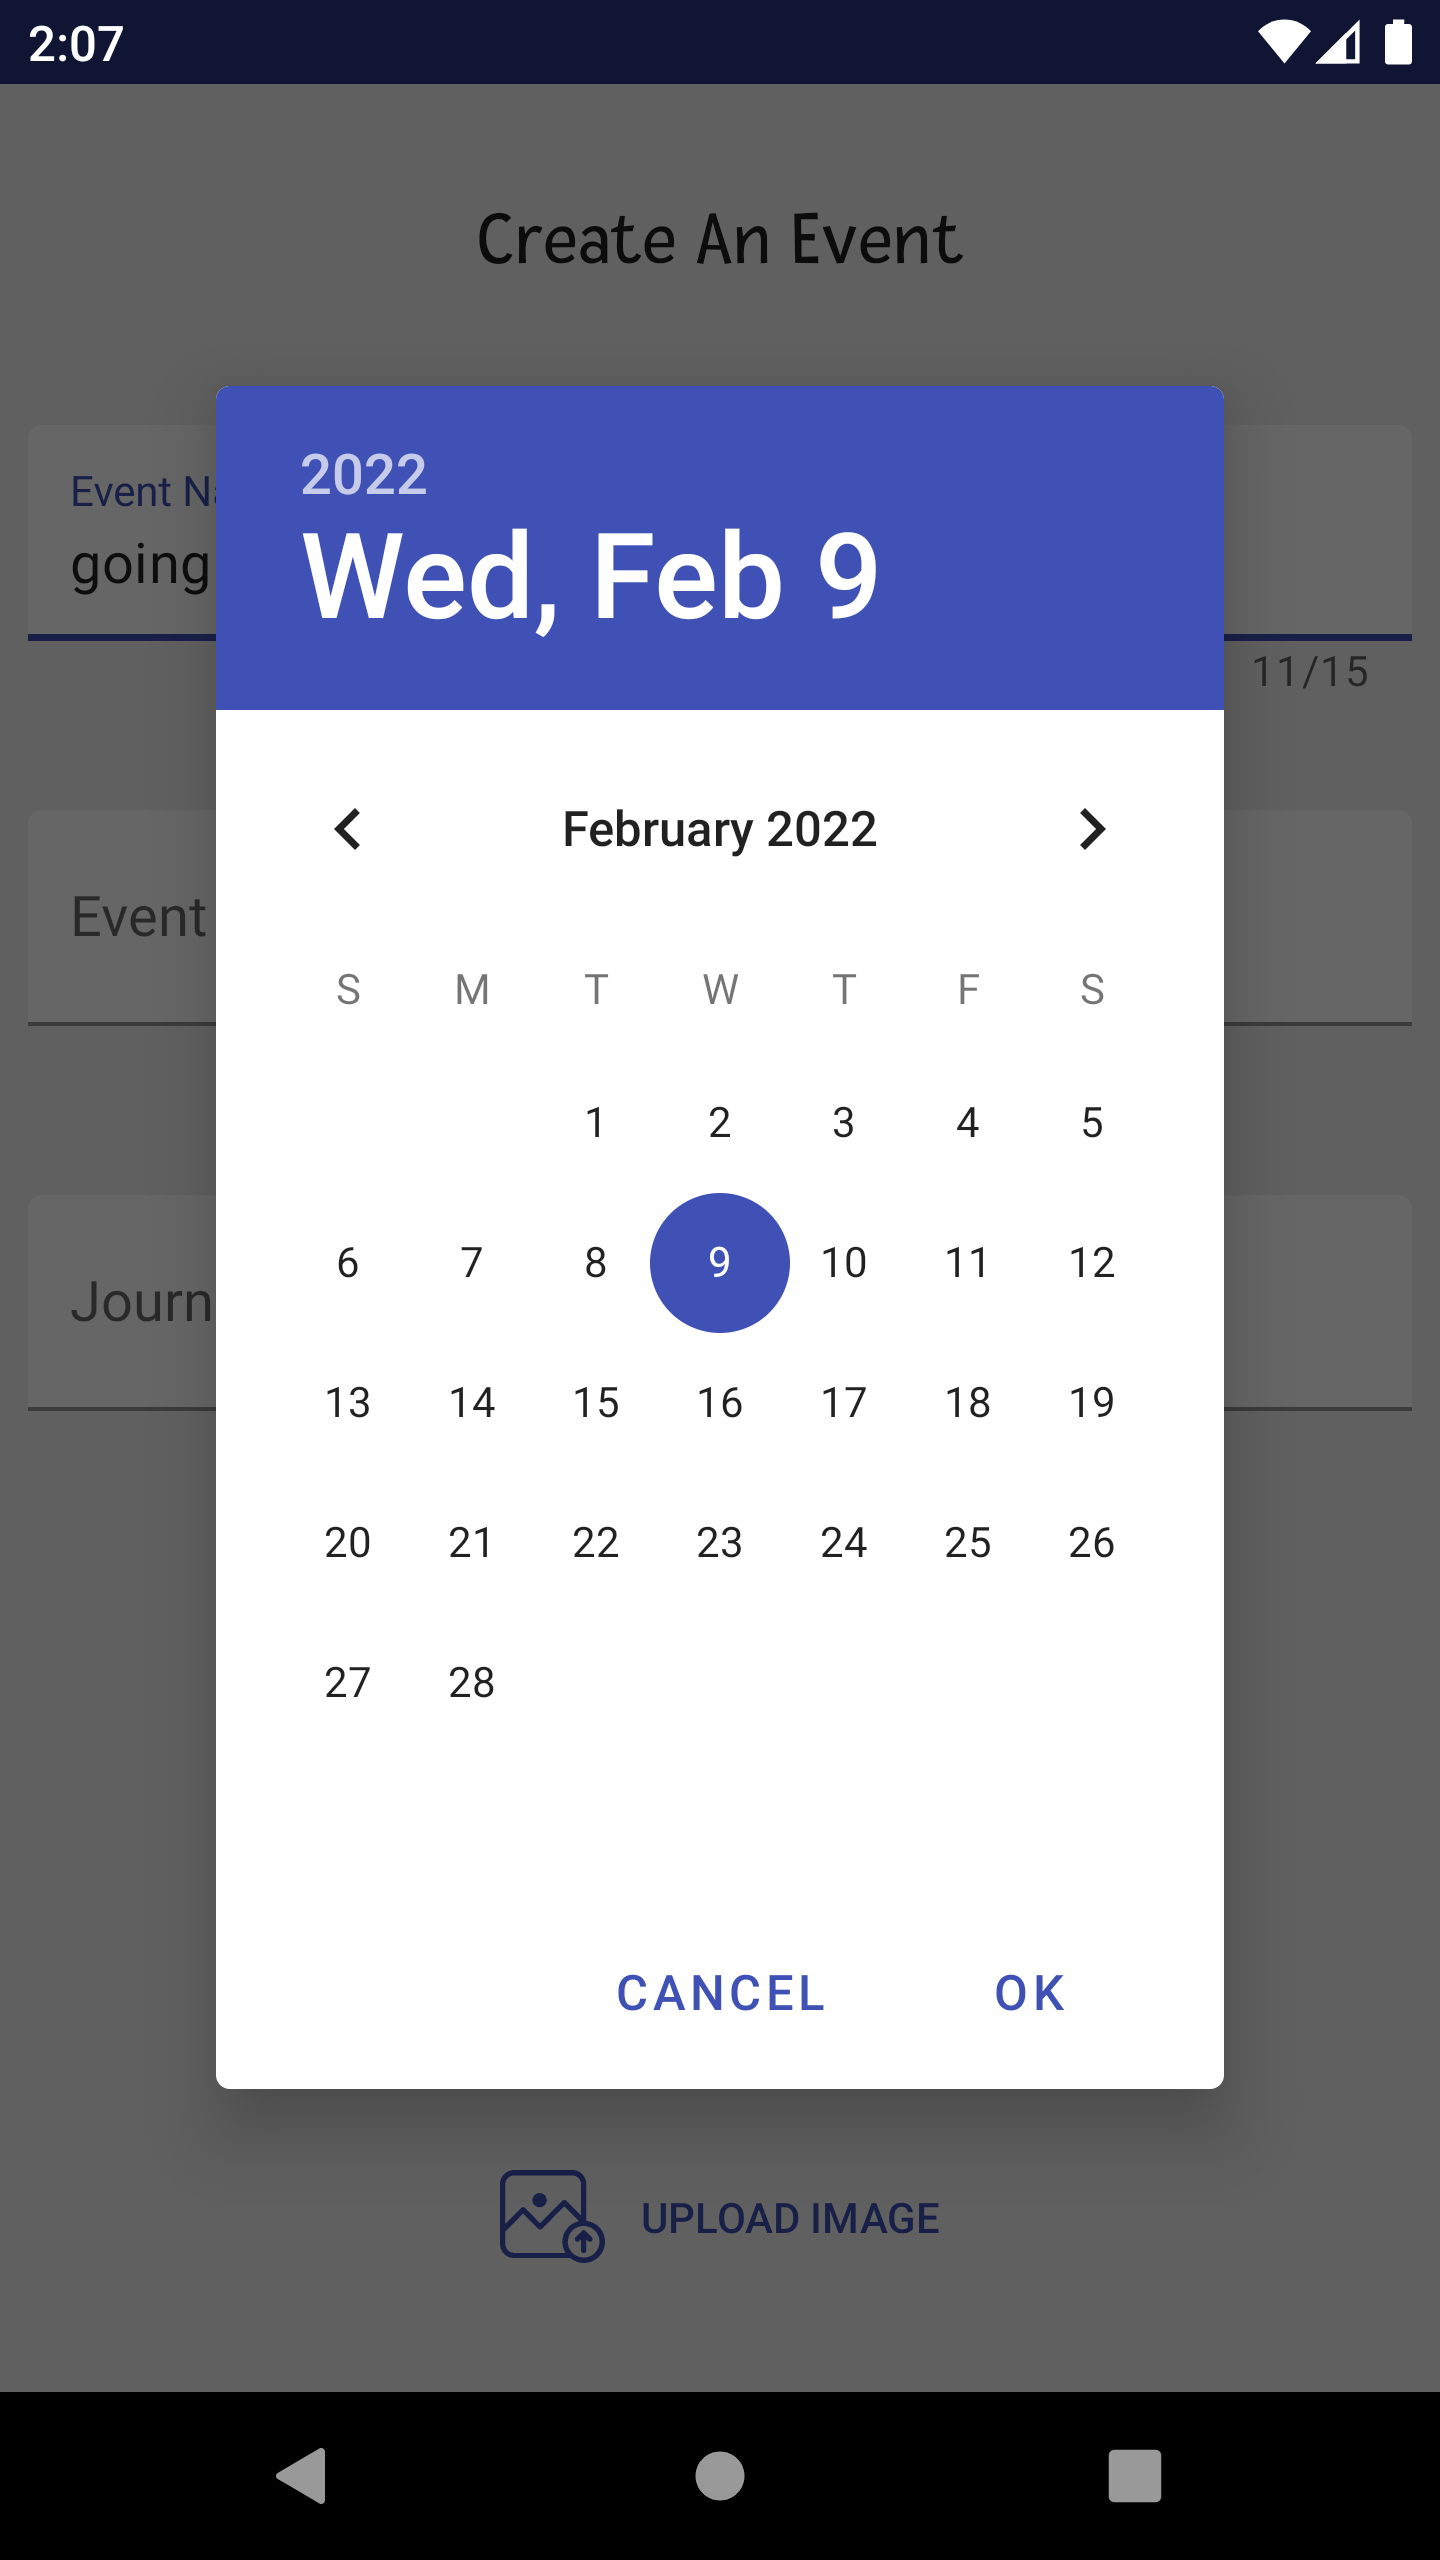 2:07
Create An Event
Event Na
going
11/15
Event
Journ
2022
Wed, Feb 9
February 2022
S M T W T F S
1 2 3 4 5
6 7 8 9 10 11 12
13 14 15 16 17 18 19
20 21 22 23 24 25 26
27 28
CANCEL OK
UPLOAD IMAGE